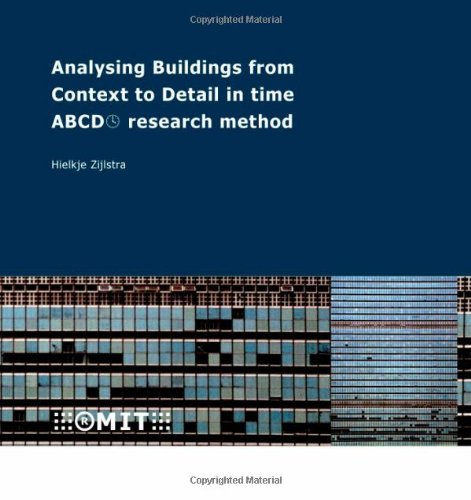 Copyrighted Material
Analysing Buildings from
Context to Detail in time
ABCD research method
Hielkje Zijlstra
®MIT
Copyrighted Material